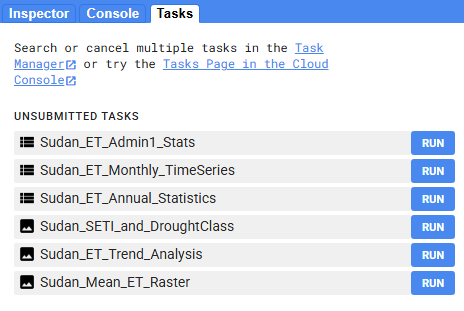 Inspector Console Tasks
Search or cancel multiple tasks in the Task
Manager or try the Tasks Page in the Cloud
Console
UNSUBMITTED TASKS
Sudan_ET_Admin1_Stats RUN
Sudan_ET_Monthly_TimeSeries RUN
Sudan_ET_Annual_Statistics RUN
Sudan_SETI_and_DroughtClass RUN
Sudan_ET_Trend_Analysis RUN
Sudan_Mean_ET_Raster RUN